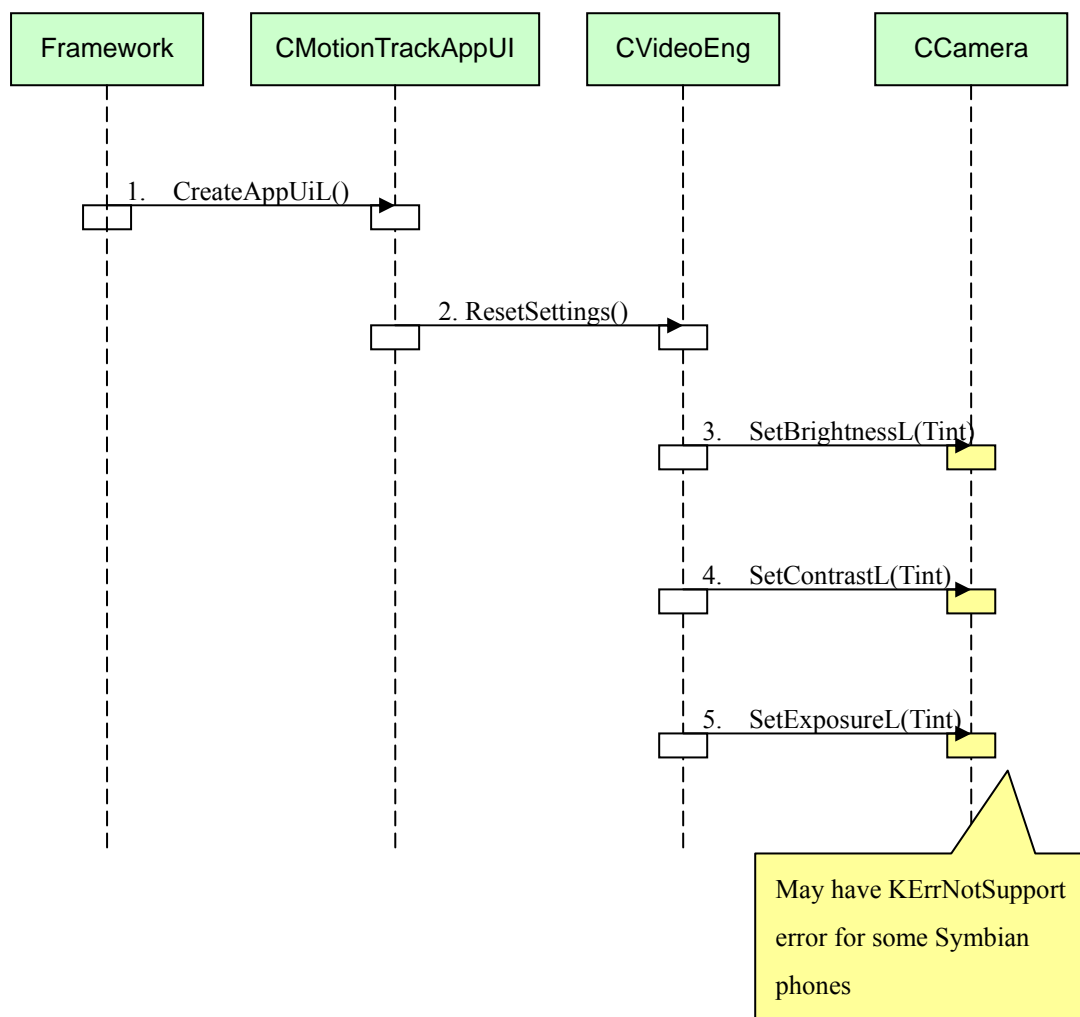 Framework
CMotionTrackAppUI
CVideoEng
CCamera
1. CreateAppUiL()
2. ResetSettings()
3. SetBrightnessL(Tint)
4. SetContrastL(Tint)
5. SetExposureL(Tint)
May have KErrNotSupport
error for some Symbian
phones